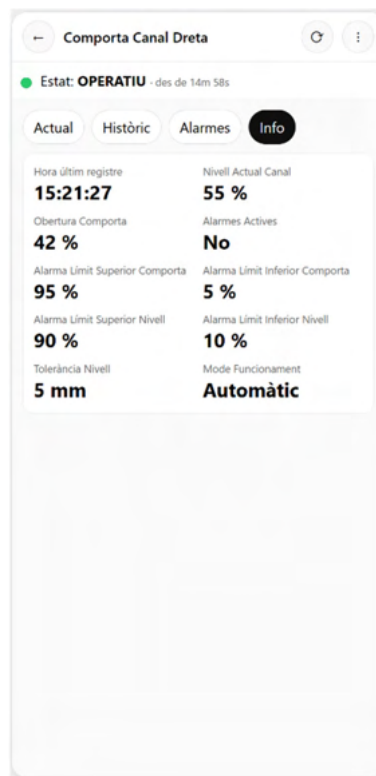 Comporta Canal Dreta
Estat: OPERATIU - des de 14m 58s
Actual Històric Alarmes Info
Hora últim registre Nivell Actual Canal
15:21:27 55 %
Obertura Comporta Alarmes Actives
42 % No
Alarma Límit Superior Comporta Alarma Límit Inferior Comporta
95 % 5 %
Alarma Límit Superior Nivell Alarma Límit Inferior Nivell
90 % 10 %
Tolerància Nivell Mode Funcionament
5 mm Automàtic